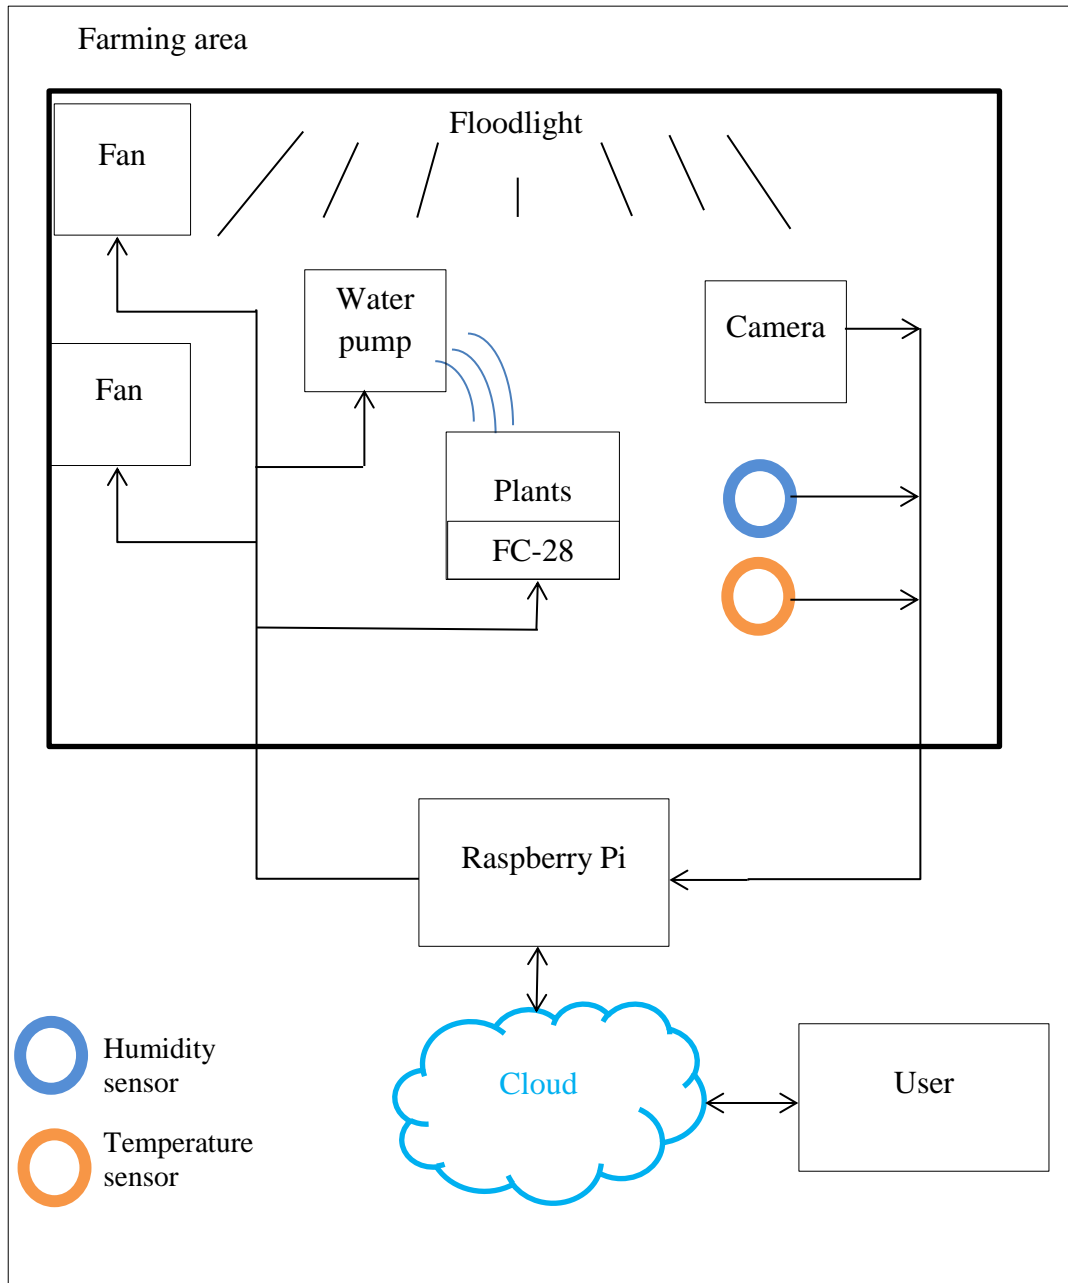 Farming area
Floodlight
Fan
Water
pump
Camera
Fan
Plants
FC-28
Raspberry Pi
Humidity
sensor
Cloud
User
Temperature
sensor